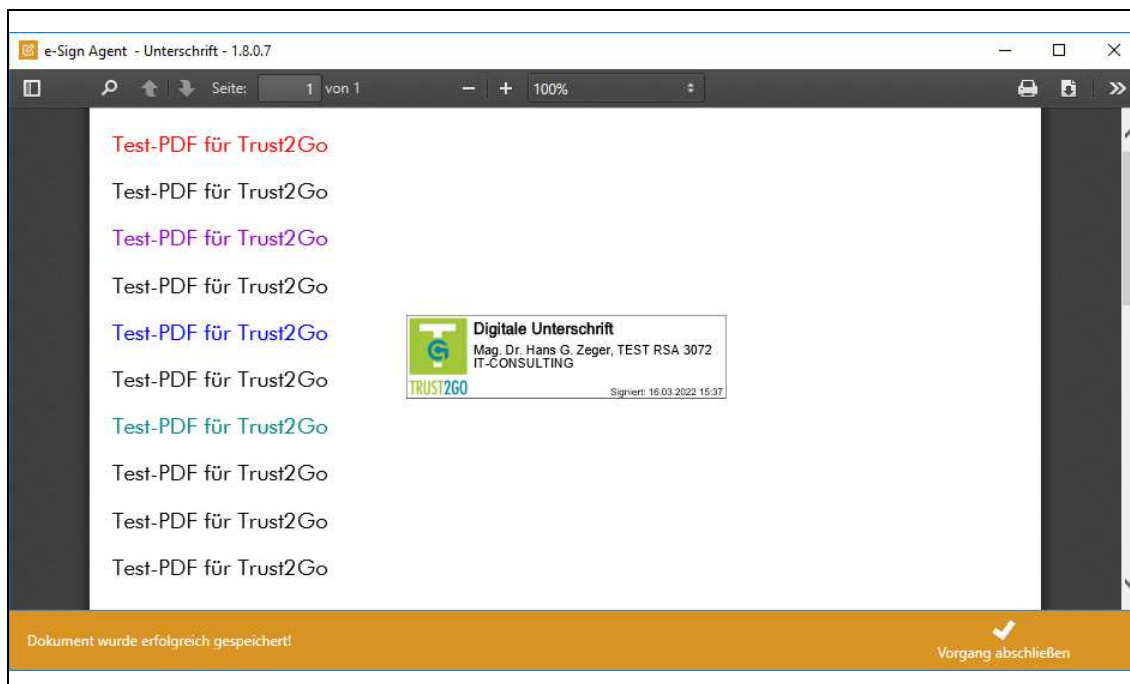 e-Sign Agent - Unterschrift - 1.8.0.7
Seite: 1 von 1 100%
Test-PDF für Trust2Go
Test-PDF für Trust2Go
Test-PDF für Trust2Go
Test-PDF für Trust2Go
Test-PDF für Trust2Go
Test-PDF für Trust2Go
Test-PDF für Trust2Go
Test-PDF für Trust2Go
Test-PDF für Trust2Go
Test-PDF für Trust2Go
TG
TRUST2GO
Digitale Unterschrift
Mag. Dr. Hans G. Zeger, TEST RSA 3072
IT-CONSULTING
Signiert: 16.03.2022 15:37
Dokument wurde erfolgreich gespeichert!
Vorgang abschließen